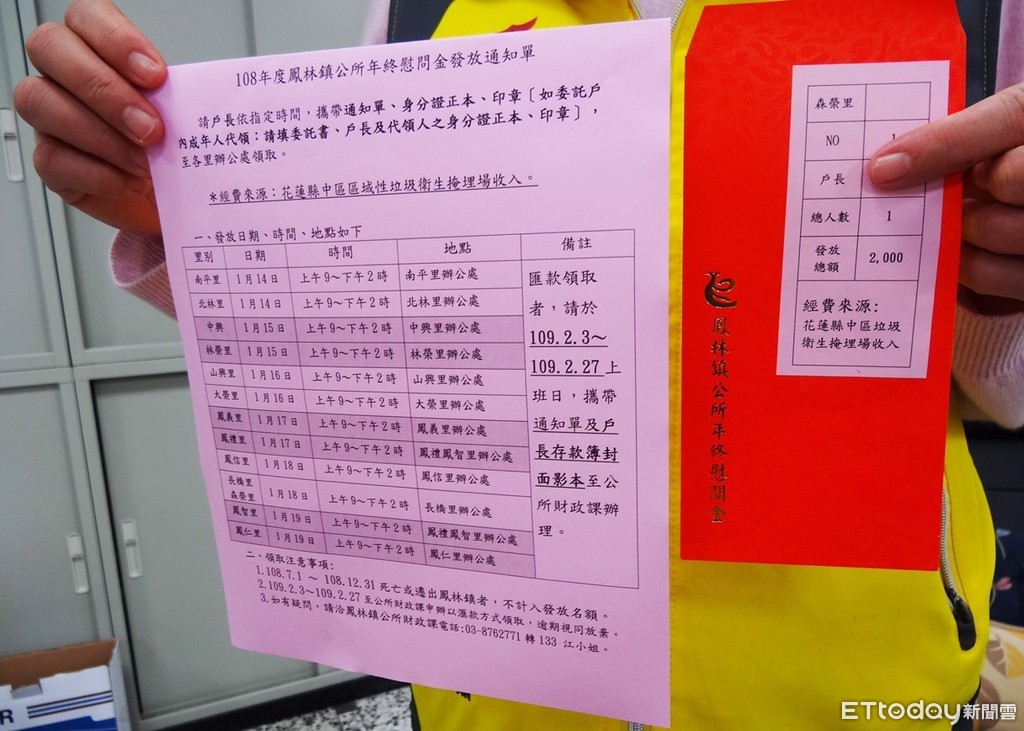 108年度鳳林鎮公所年終慰問金發放通知單
請戶長依指定時間,攜帶通知單、身分證正本、印章〔如委託戶
內成年人代領:請填委託書、戶長及代領人之身分證正本、印章〕,
至各里辦公處領取。
*經費來源:花蓮縣中區區域性垃圾衛生掩埋場收入。
一、發放日期、時間、地點如下
里別 日期 時間 地點 備註
南平里 1月14日 上午9~下午2時 南平里辦公處
北林里 1月14日 上午9~下午2時 北林里辦公處
中興 1月15日 上午9~下午2時 中興里辦公處
林榮里 1月15日 上午9~下午2時 林榮里辦公處
山興里 1月16日 上午9~下午2時 山興里辦公處
大榮里 1月16日 上午9~下午2時 大榮里辦公處
鳳義里 1月17日 上午9~下午2時 鳳義里辦公處
鳳禮里 1月17日 上午9~下午2時 鳳禮鳳智里辦公處
鳳信里 1月18日 上午9~下午2時 鳳信里辦公處
長橋里
森榮里 1月18日 上午9~下午2時 長橋里辦公處
鳳智里 1月19日 上午9~下午2時 鳳禮鳳智里辦公處
鳳仁里 1月19日 上午9~下午2時 鳳仁里辦公處
匯款領取
者,請於
109.2.3~
109.2.27上
班日,攜帶
通知單及戶
長存款簿封
面影本至公
所財政課辦
理。
二、領取注意事項:
1.108.7.1 ~ 108.12.31 死亡或遷出鳳林鎮者,不計入發放名額。
2.109.2.3~109.2.27 至公所財政課申辦以匯款方式領取,逾期視同放棄。
3.如有疑問,請洽鳳林鎮公所財政課電話:03-8762771 轉 133 江小姐。
森榮里
NO 1
戶長
總人數 1
發放
總額 2,000
經費來源:
花蓮縣中區垃圾
衛生掩埋場收入
鳳林鎮公所年終慰問金
R
ETtoday新聞雲